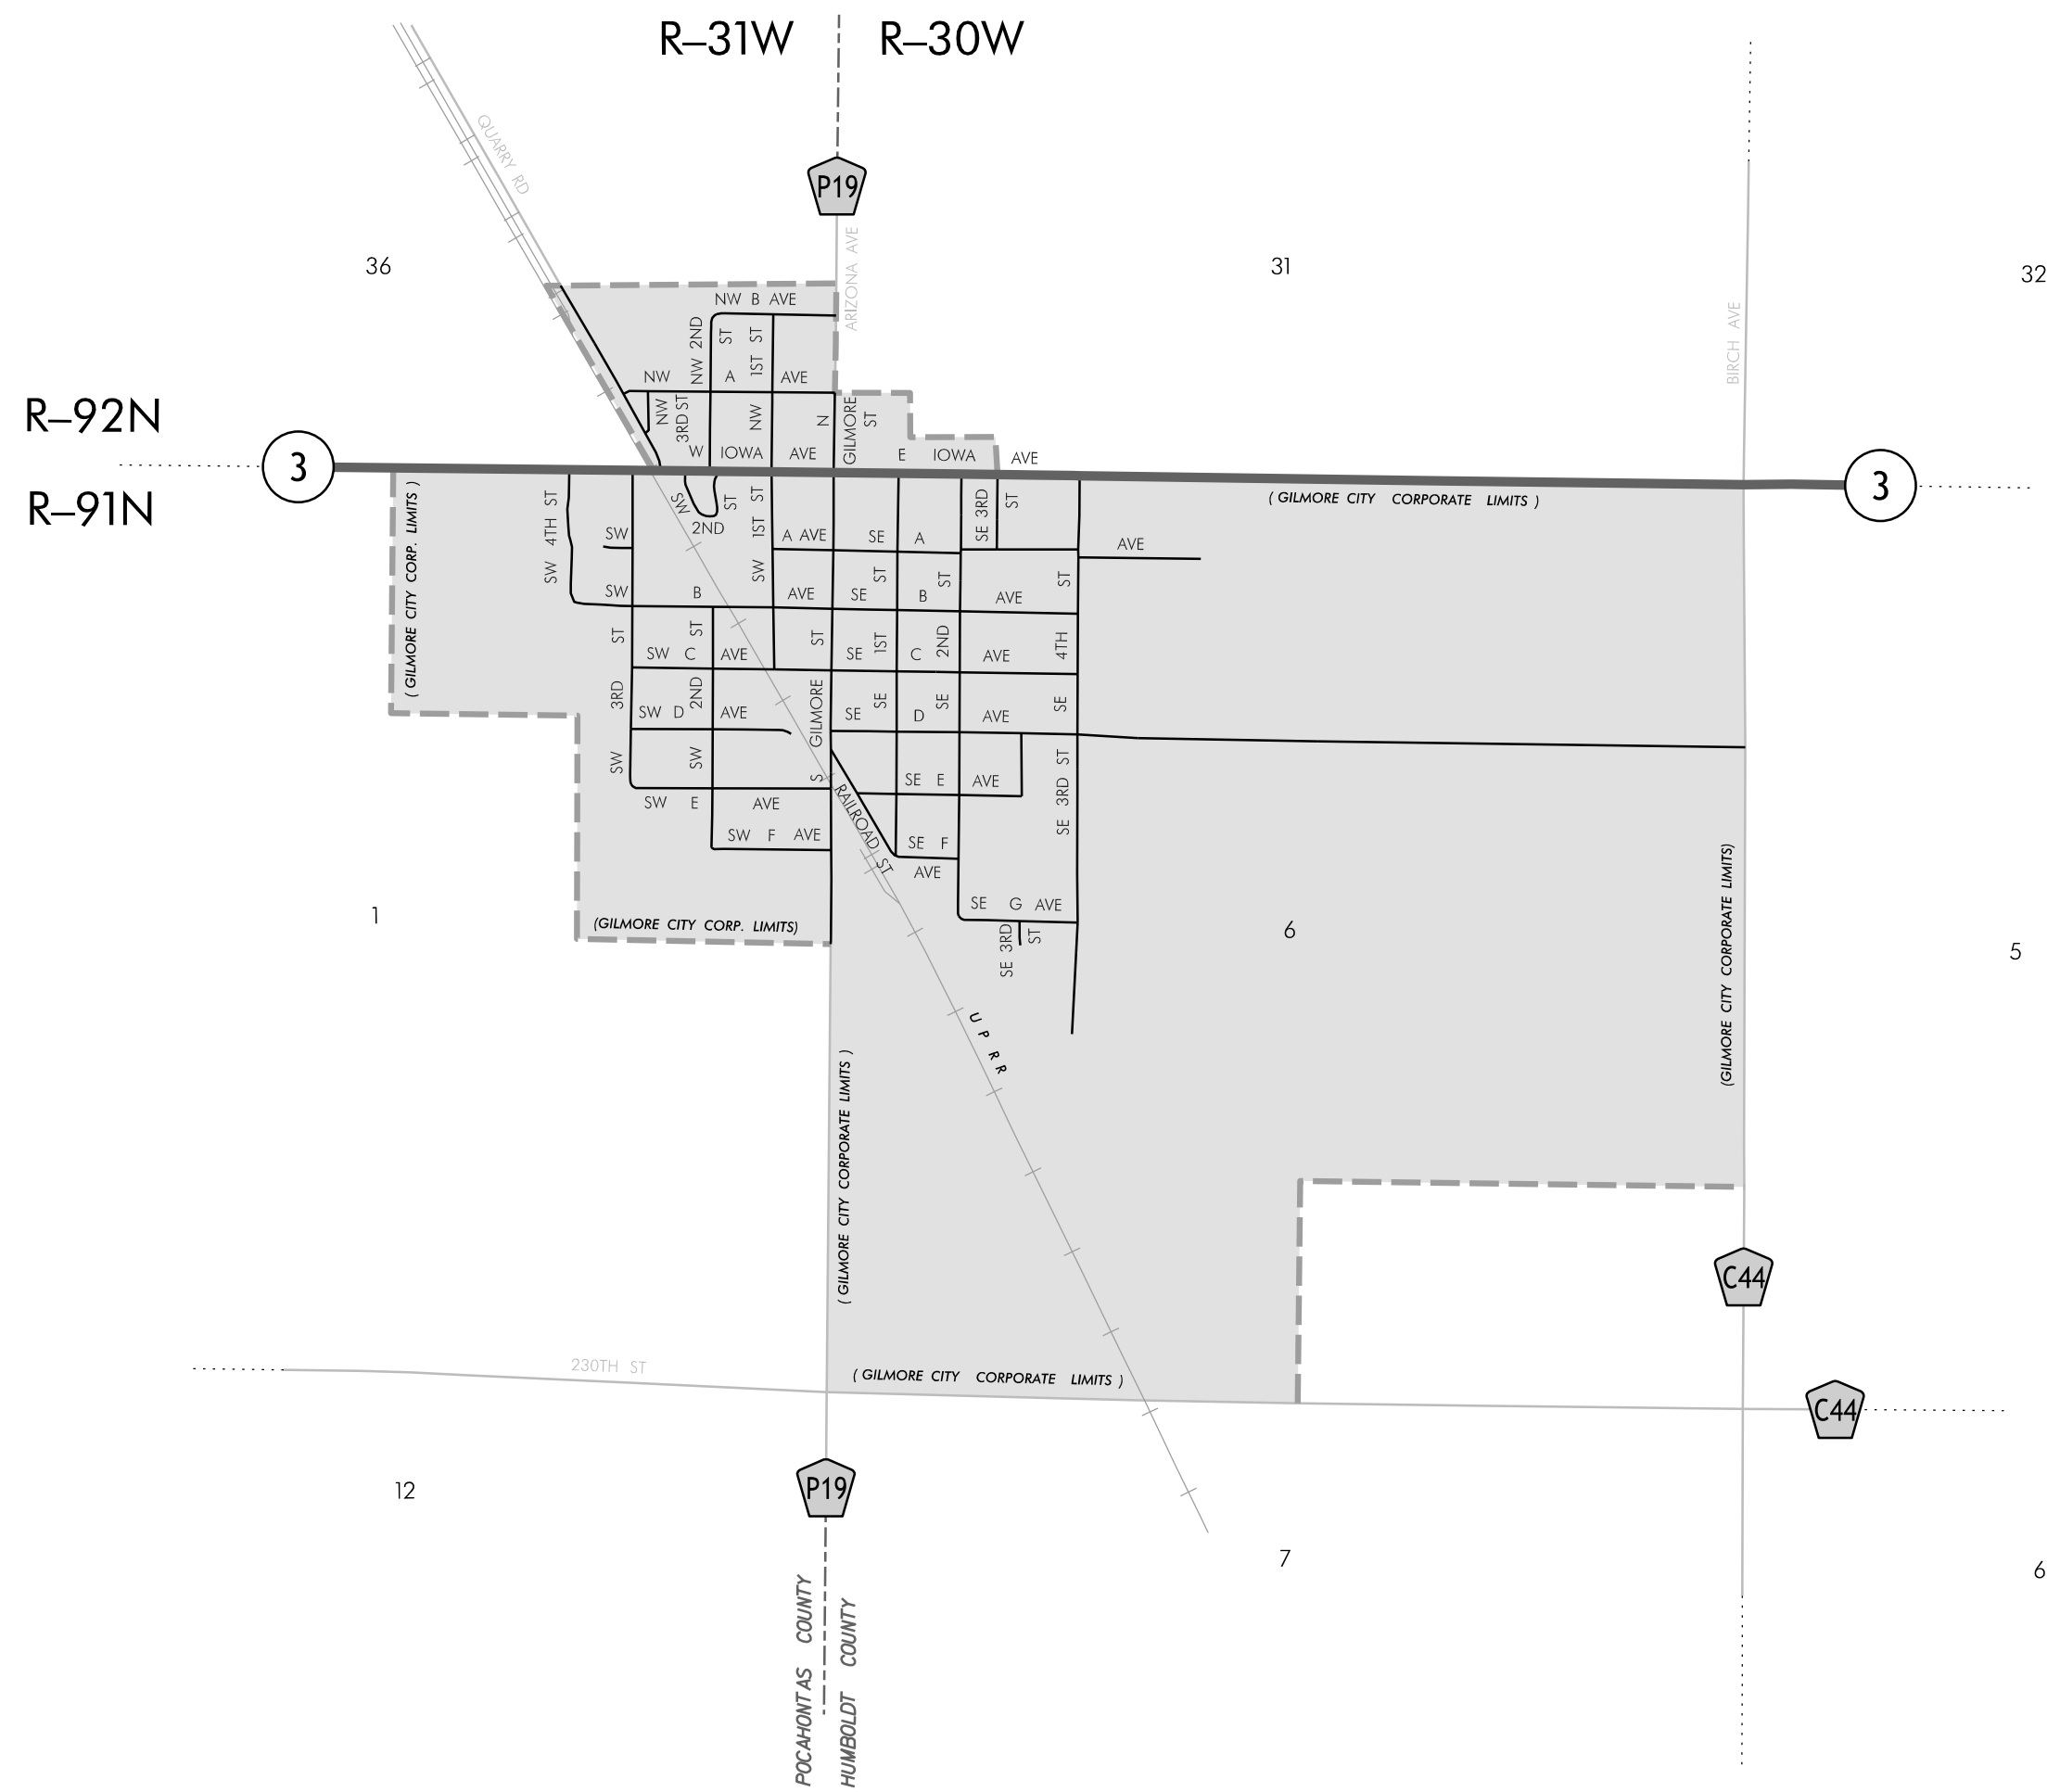 R–31W R–30W
QUARRY RD
P19
ARIZONA AVE
36
31
32
BIRCH AVE
NW B AVE
NW 2ND ST
1ST ST
NW A AVE
NW 3RD ST
NW
N GILMORE ST
R–92N
W IOWA AVE
E IOWA AVE
3
3
R–91N
( GILMORE CITY CORPORATE LIMITS )
( GILMORE CITY CORP. LIMITS )
SW 4TH ST
SW
SW 2ND ST
SW 1ST ST
A AVE
SE A AVE
SE 3RD ST
SW B AVE
SE B AVE
SW C AVE
SE C AVE
SW D AVE
SE D AVE
SW 3RD ST
SW 2ND ST
S GILMORE ST
SE 1ST ST
SE 2ND ST
SE 4TH ST
SE E AVE
SE 3RD ST
SW E AVE
RAILROAD ST
SW F AVE
SE F AVE
SE G AVE
SE 3RD ST
(GILMORE CITY CORP. LIMITS)
(GILMORE CITY CORPORATE LIMITS)
1
6
5
U P R R
( GILMORE CITY CORPORATE LIMITS )
C44
230TH ST
( GILMORE CITY CORPORATE LIMITS )
C44
12
P19
7
6
POCAHONTAS COUNTY
HUMBOLDT COUNTY